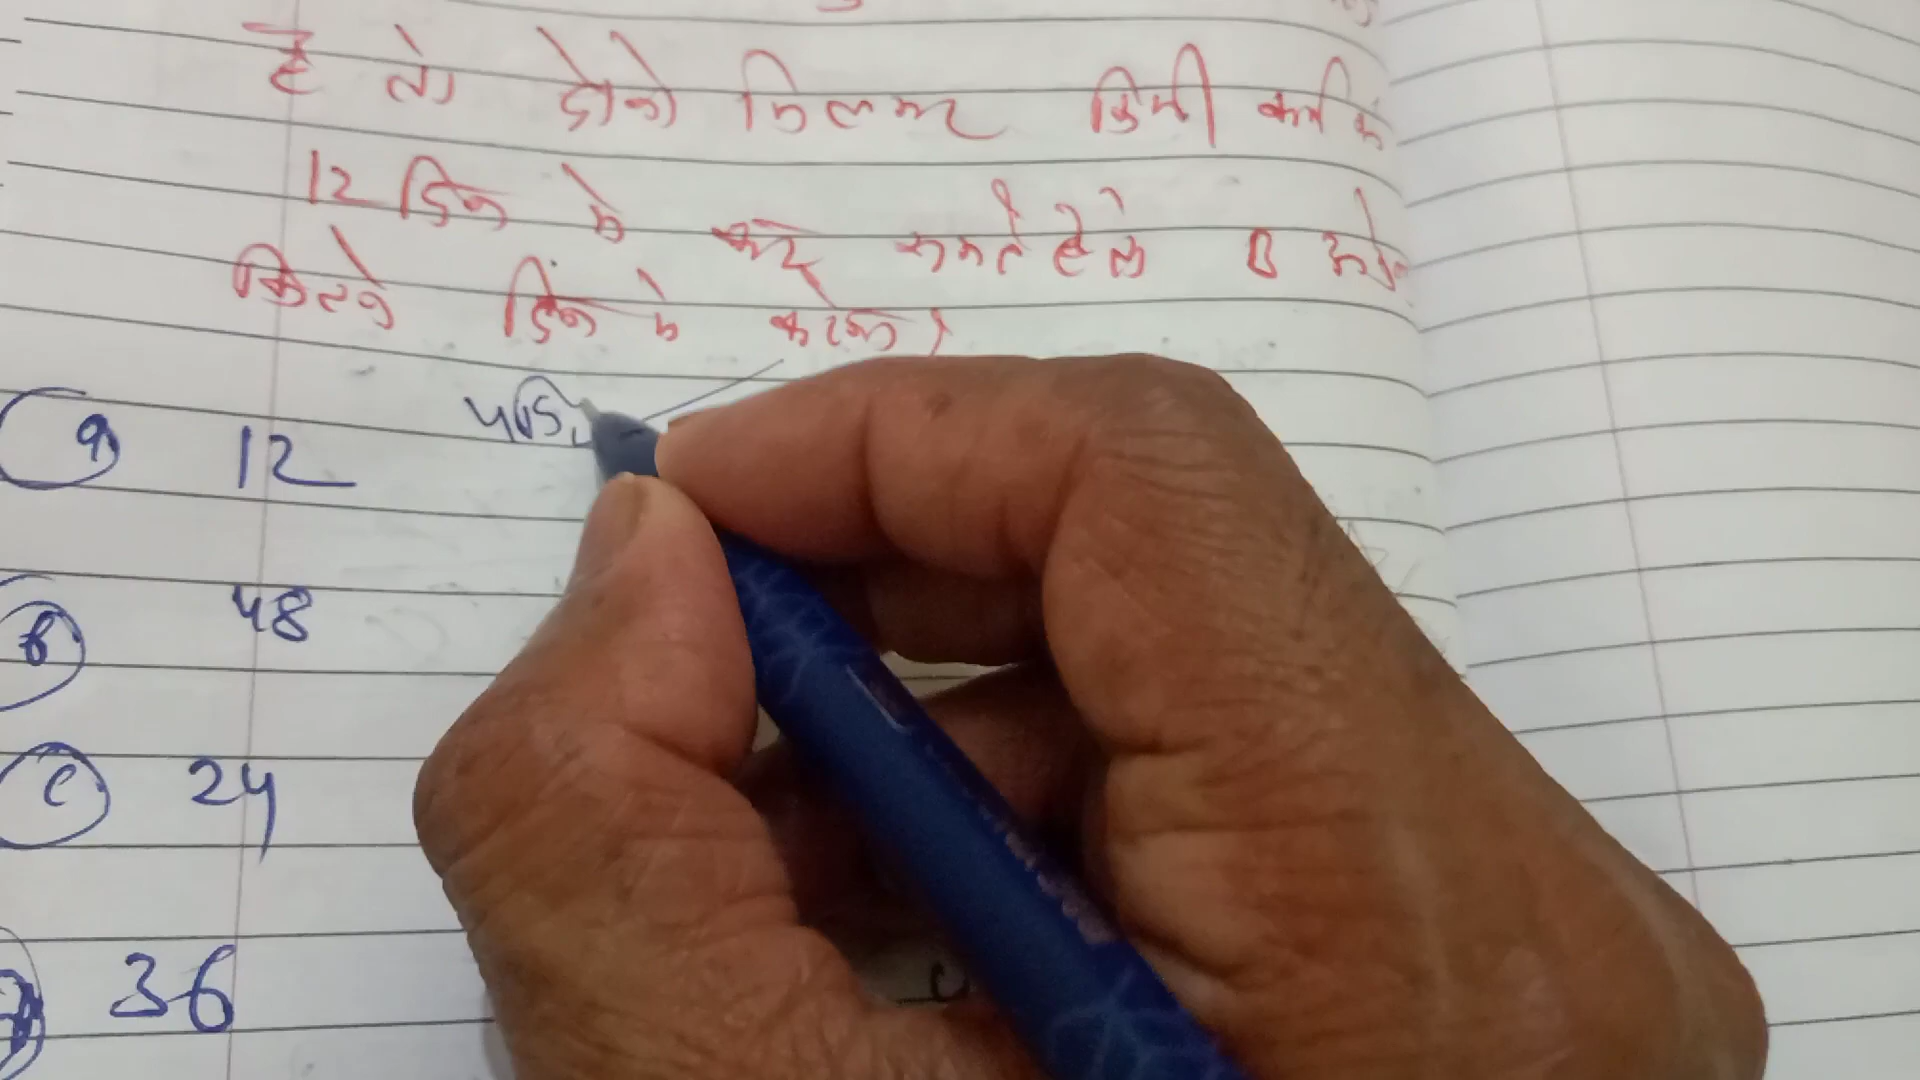 है तो दोनो मिलकर किसी कार्य को
12 दिन मे कर सकते है तो B अकेला
कितने दिन मे करेगा
a 12
b 48
c 24
36